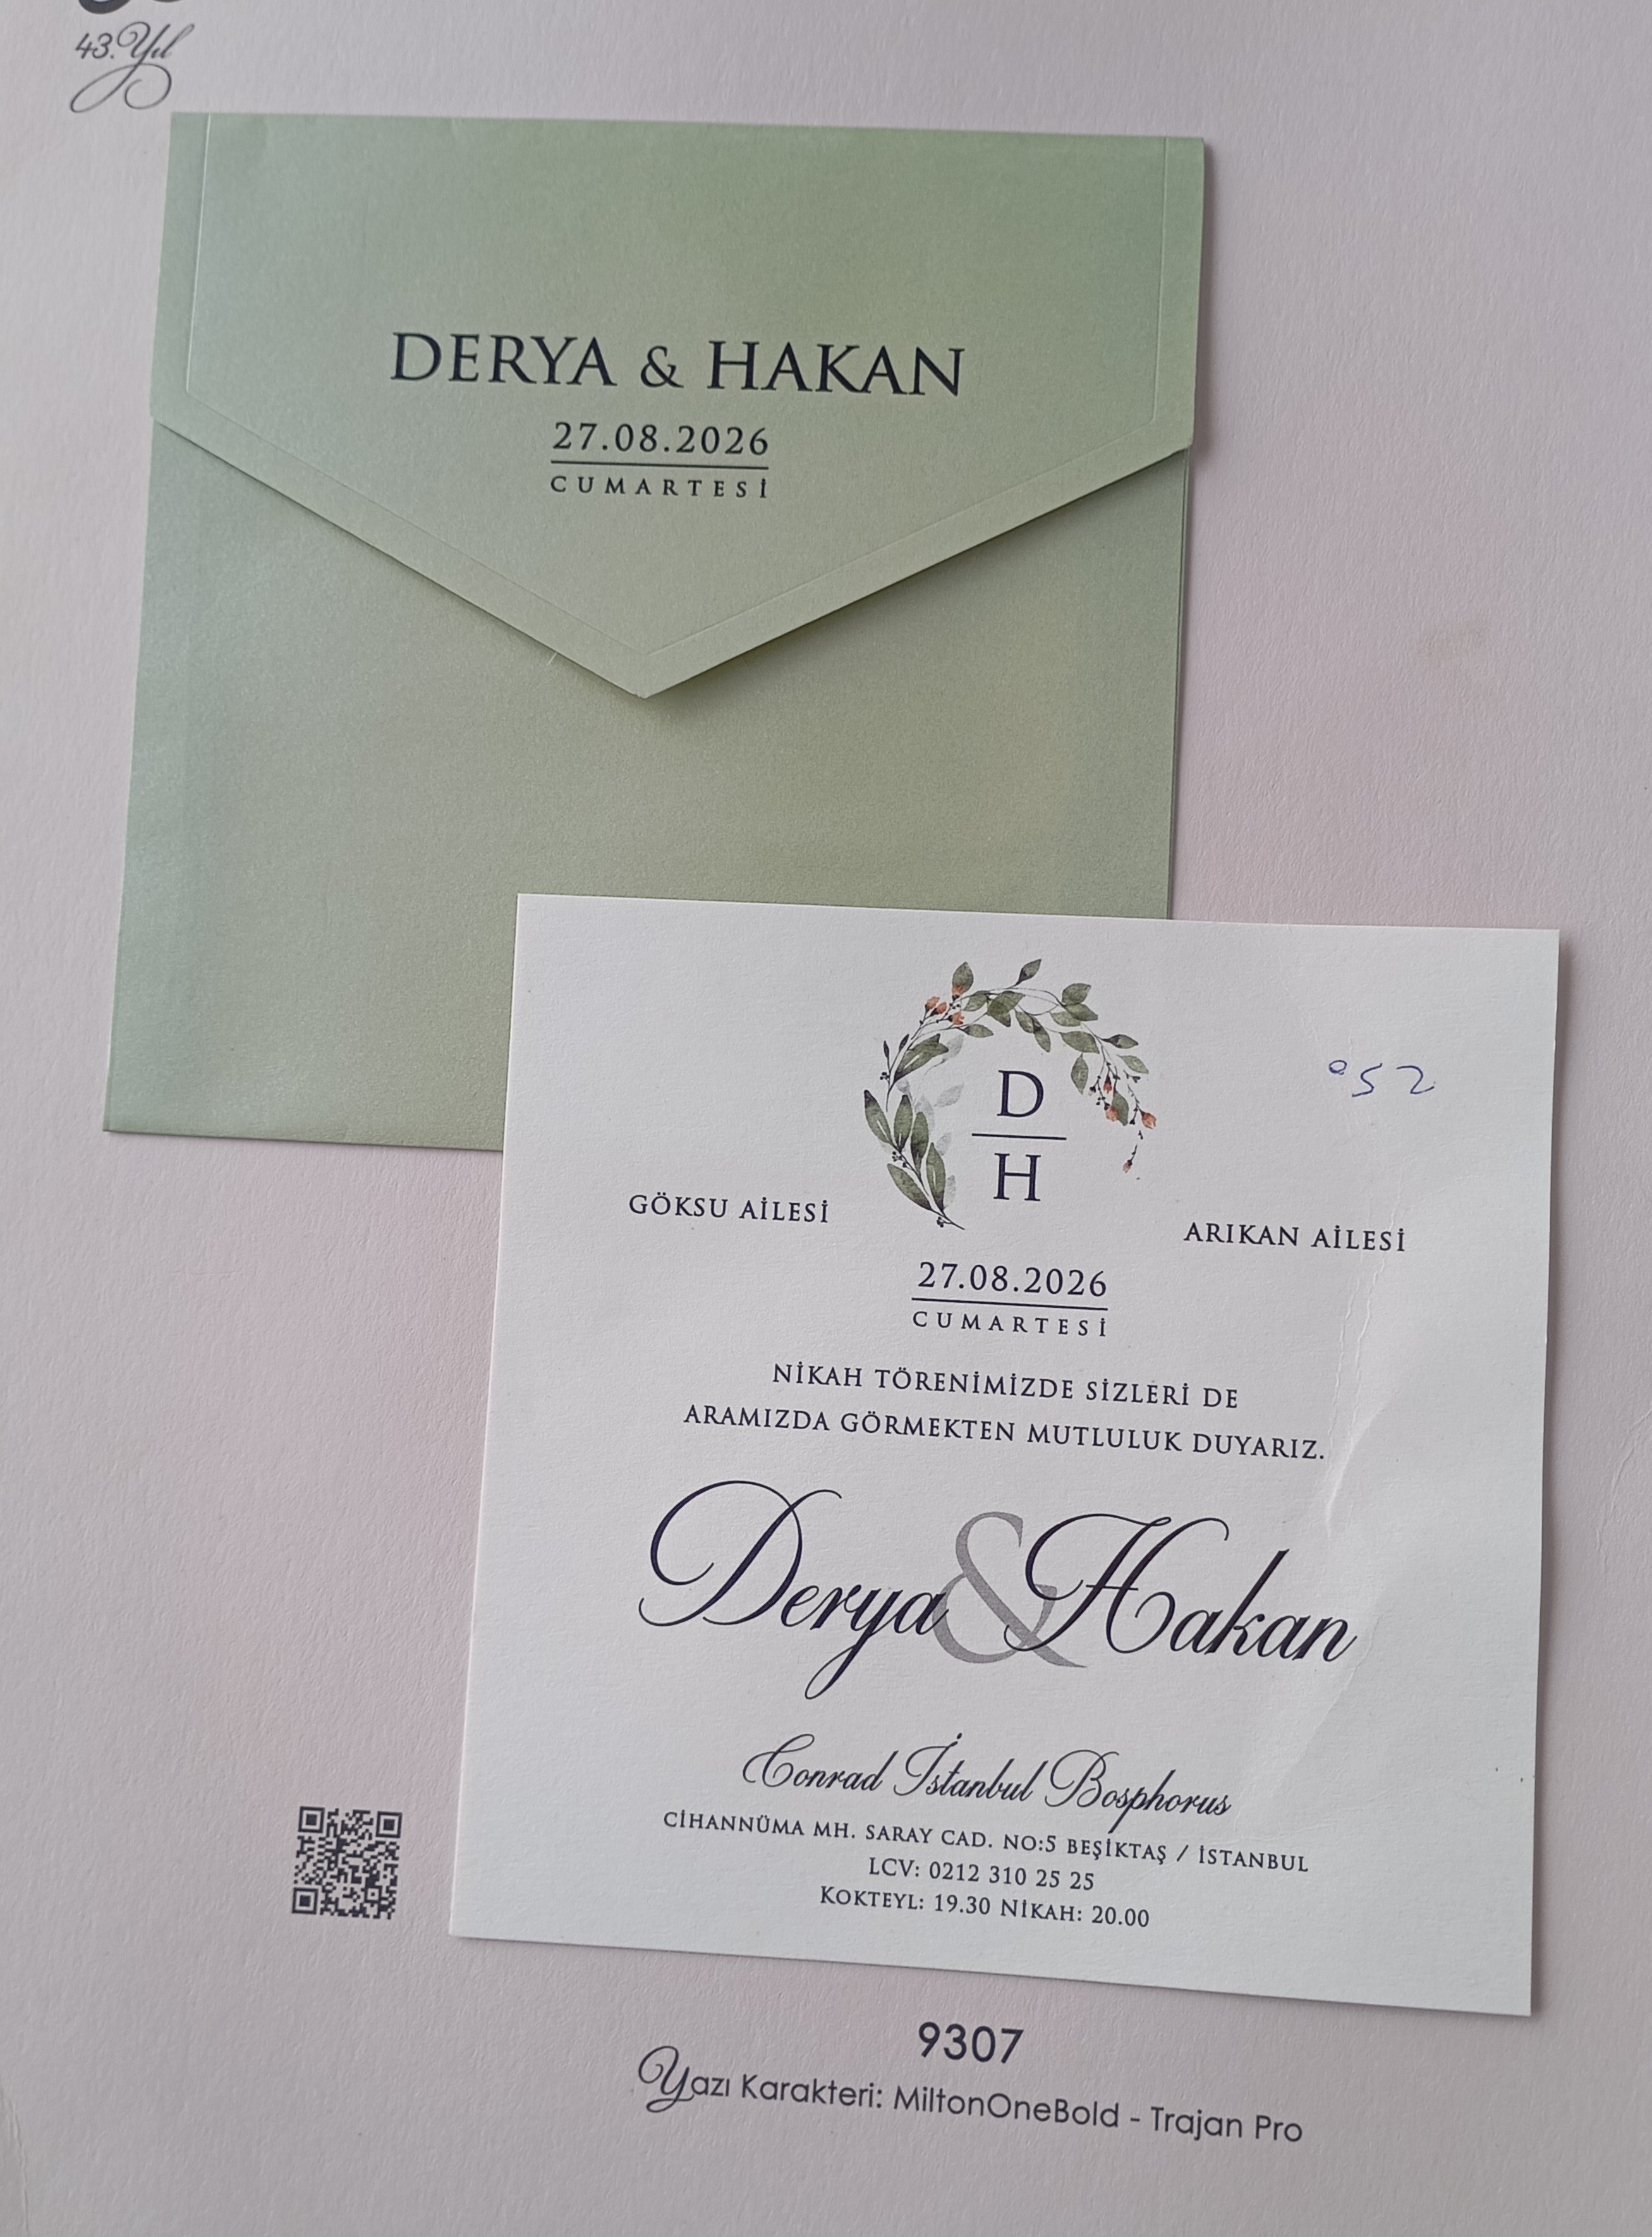 43. Yıl
DERYA & HAKAN
27.08.2026
CUMARTESİ
D
H
GÖKSU AİLESİ
ARIKAN AİLESİ
27.08.2026
CUMARTESİ
NİKAH TÖRENİMİZDE SİZLERİ DE
ARAMIZDA GÖRMEKTEN MUTLULUK DUYARIZ.
Derya & Hakan
Conrad İstanbul Bosphorus
CİHANNÜMA MH. SARAY CAD. NO:5 BEŞİKTAŞ / İSTANBUL
LCV: 0212 310 25 25
KOKTEYL: 19.30 NİKAH: 20.00
9307
Yazı Karakteri: MiltonOneBold - Trajan Pro